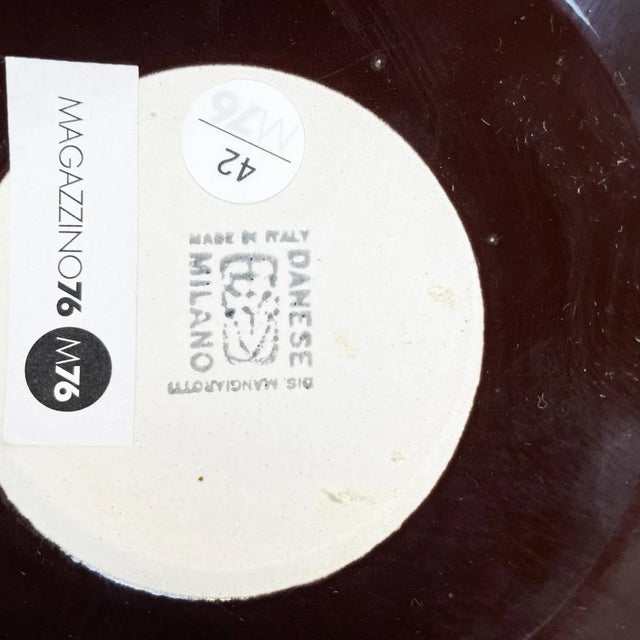 MAGAZZINO76
M76
M76
42
MADE IN ITALY
DANESE
MILANO
DIS. MANGIAROTTI